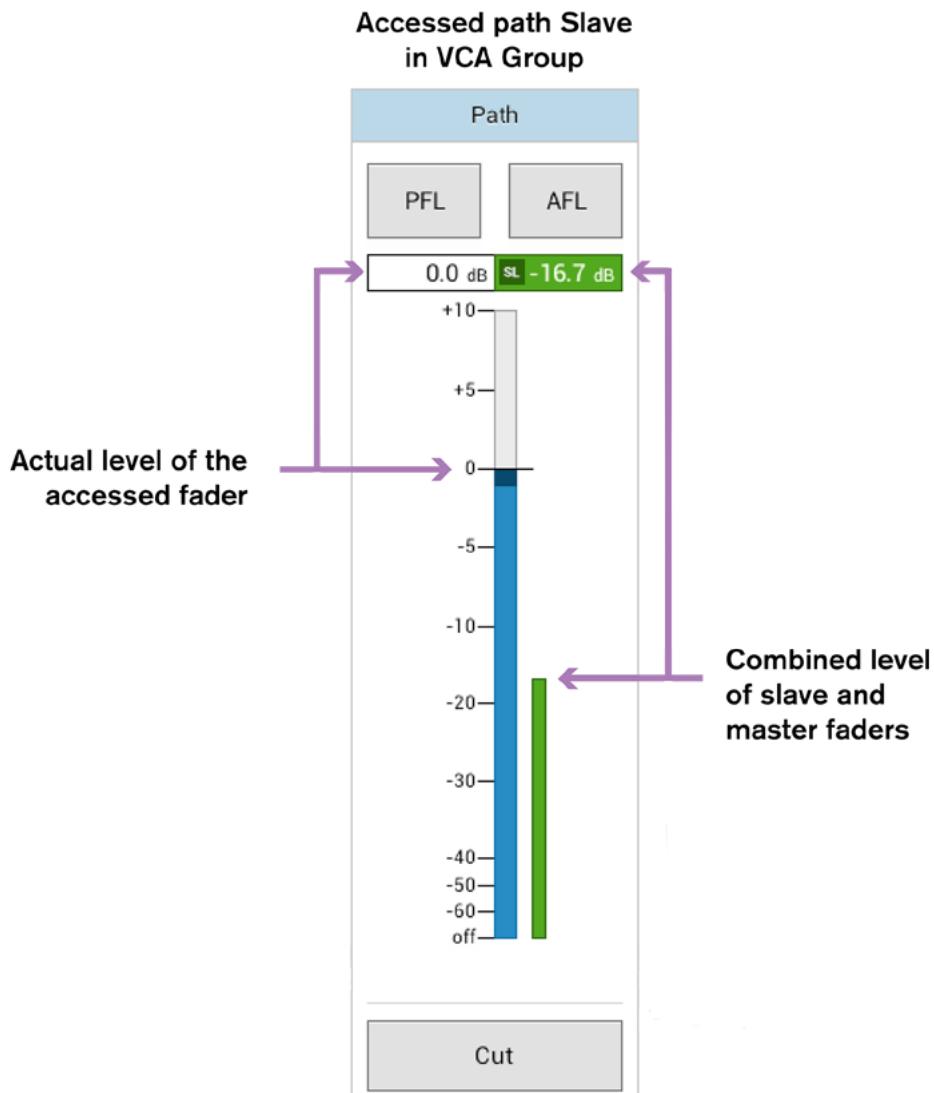 Accessed path Slave
in VCA Group
Path
PFL AFL
0.0 dB SL -16.7 dB
+10
+5
Actual level of the
accessed fader
0
-5
-10
Combined level
of slave and
master faders
-20
-30
-40
-50
-60
off
Cut